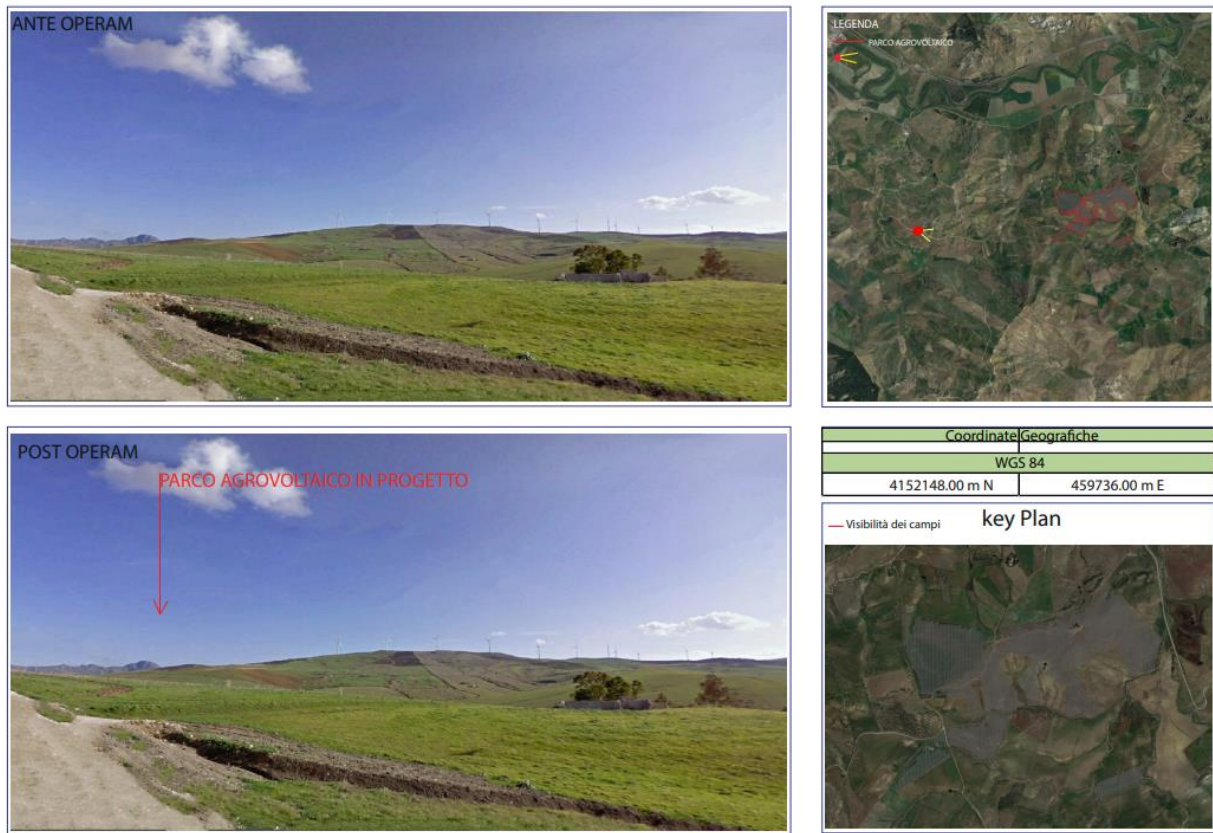 ANTE OPERAM
LEGENDA
PARCO AGROVOLTAICO
POST OPERAM
PARCO AGROVOLTAICO IN PROGETTO
Coordinate Geografiche
WGS 84
4152148.00 m N 459736.00 m E
Visibilità dei campi
key Plan